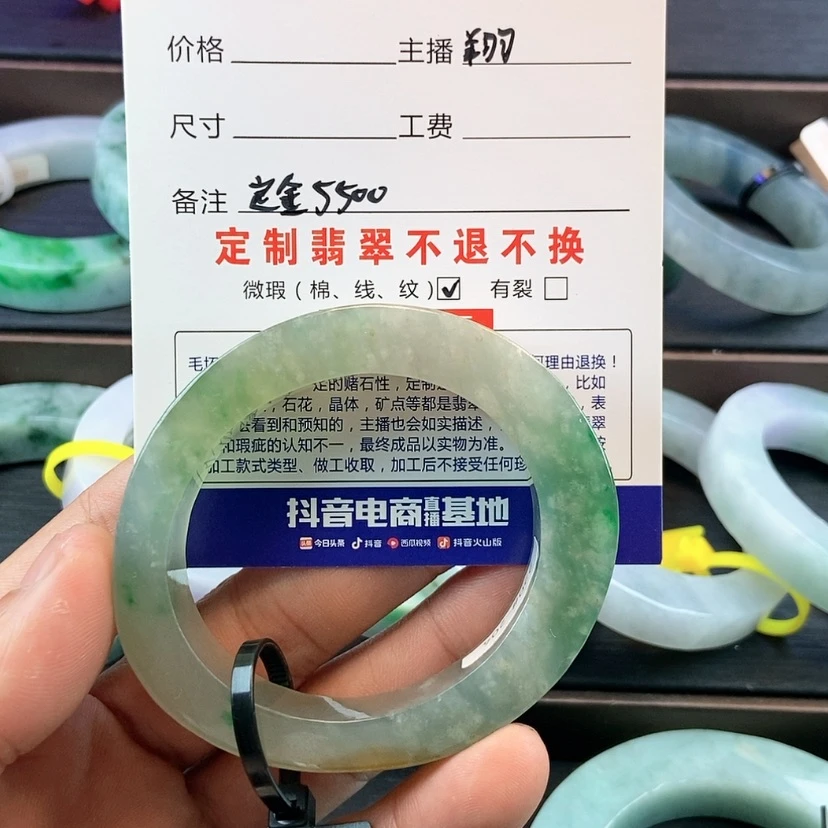 价格 主播 翔
尺寸 工费
备注 定金5500
定制翡翠不退不换
微瑕(棉、线、纹)☑ 有裂☐
毛坯 何理由退换!
定的赌石性,定制 ,比如
,石花,晶体,矿点等都是翡翠 ,表
会看到和预知的,主播也会如实描述,
和瑕疵的认知不一,最终成品以实物为准。
加工款式类型、做工收取,加工后不接受任何
抖音电商直播基地
头条 今日头条 抖音 西瓜视频 抖音火山版